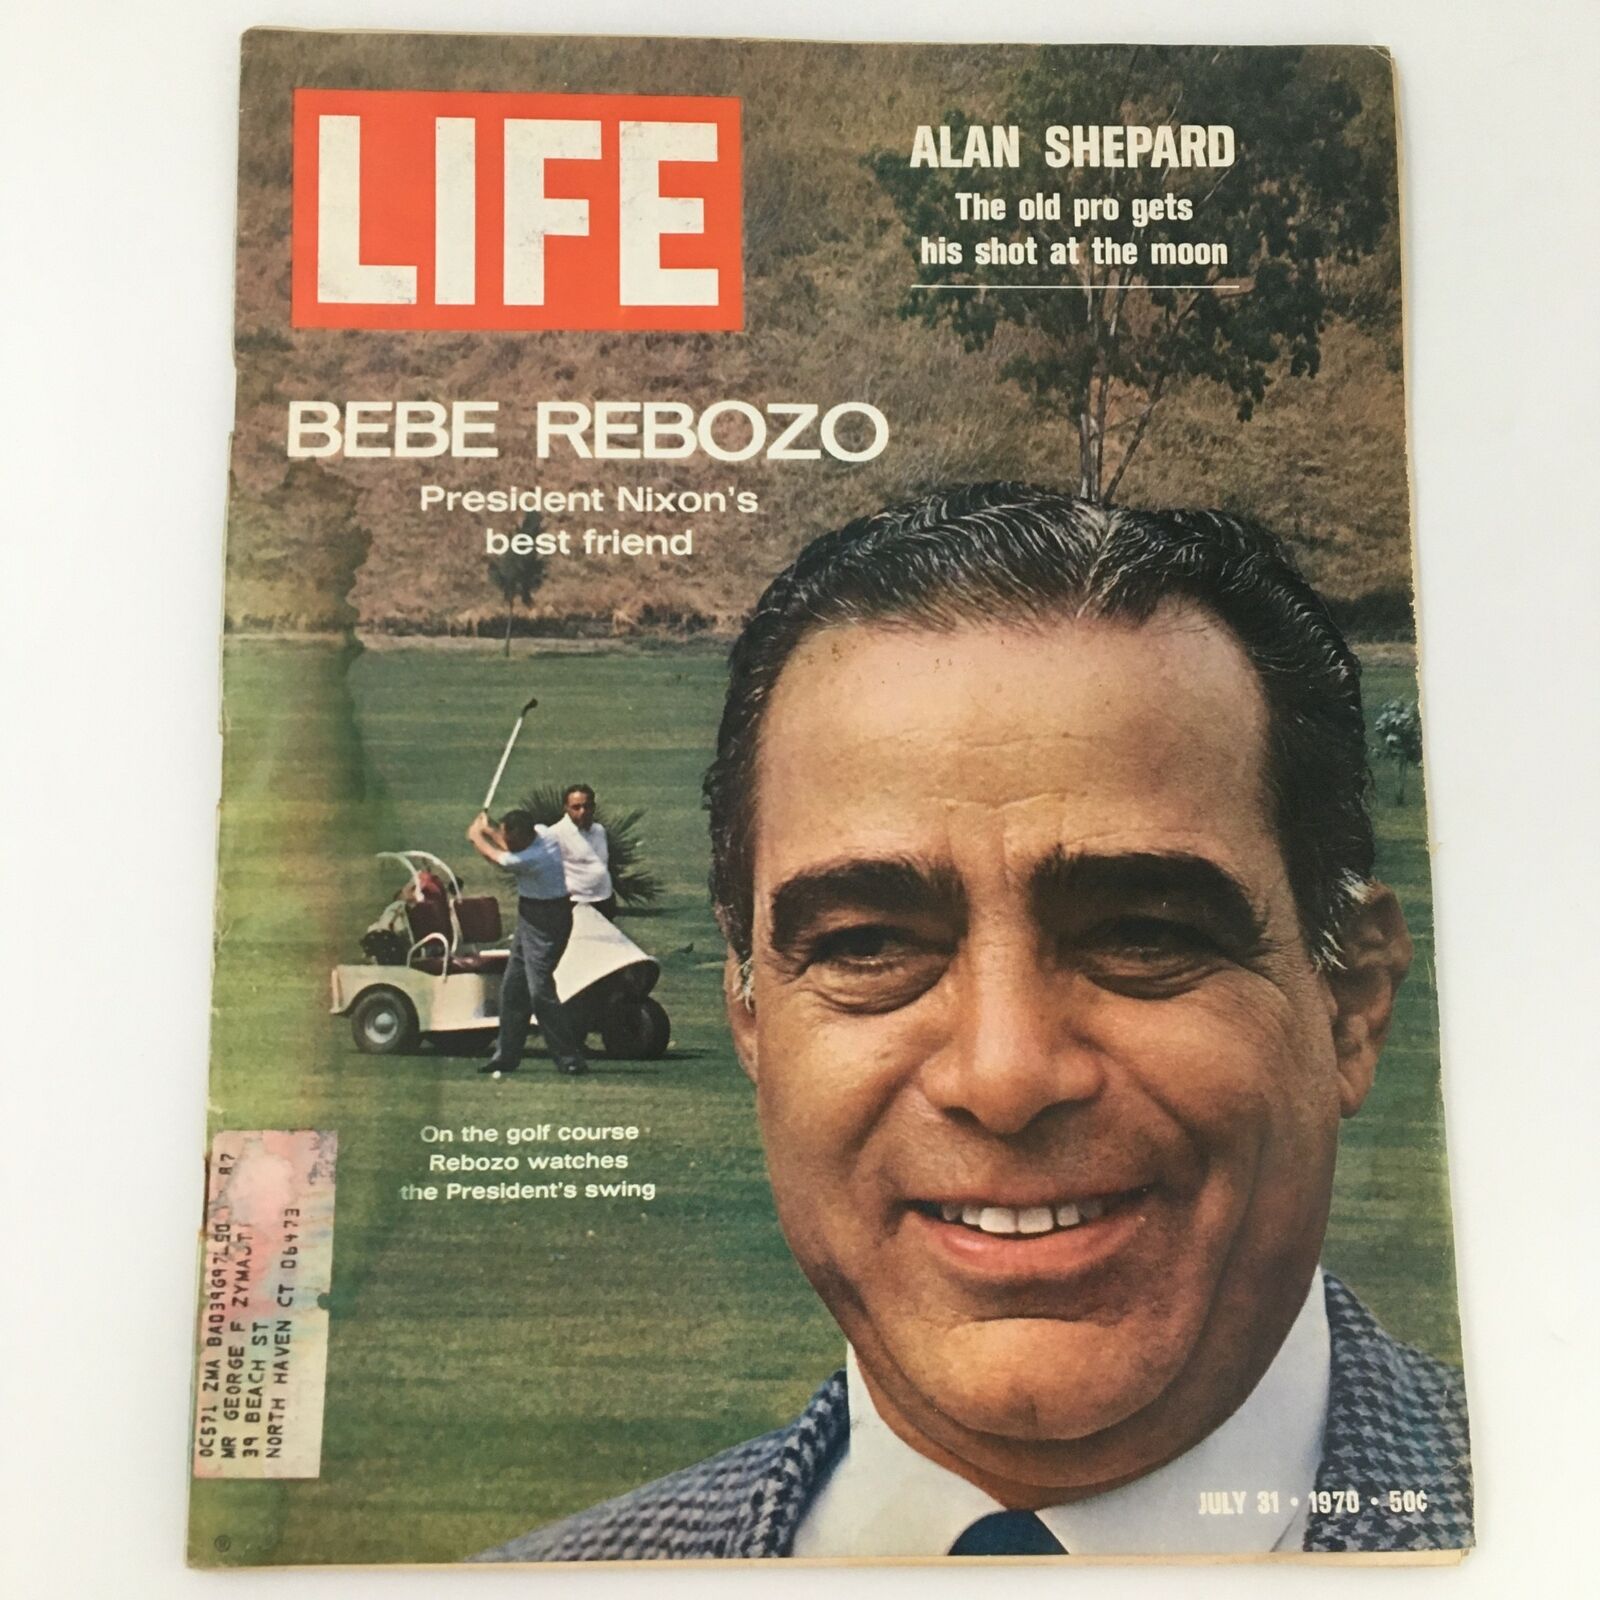 LIFE
ALAN SHEPARD
The old pro gets
his shot at the moon
BEBE REBOZO
President Nixon's
best friend
On the golf course
Rebozo watches
the President's swing
87
MR GEORGE F
39 BEACH ST
NORTH HAVEN CT 06473
JULY 31 • 1970 • 50¢
®